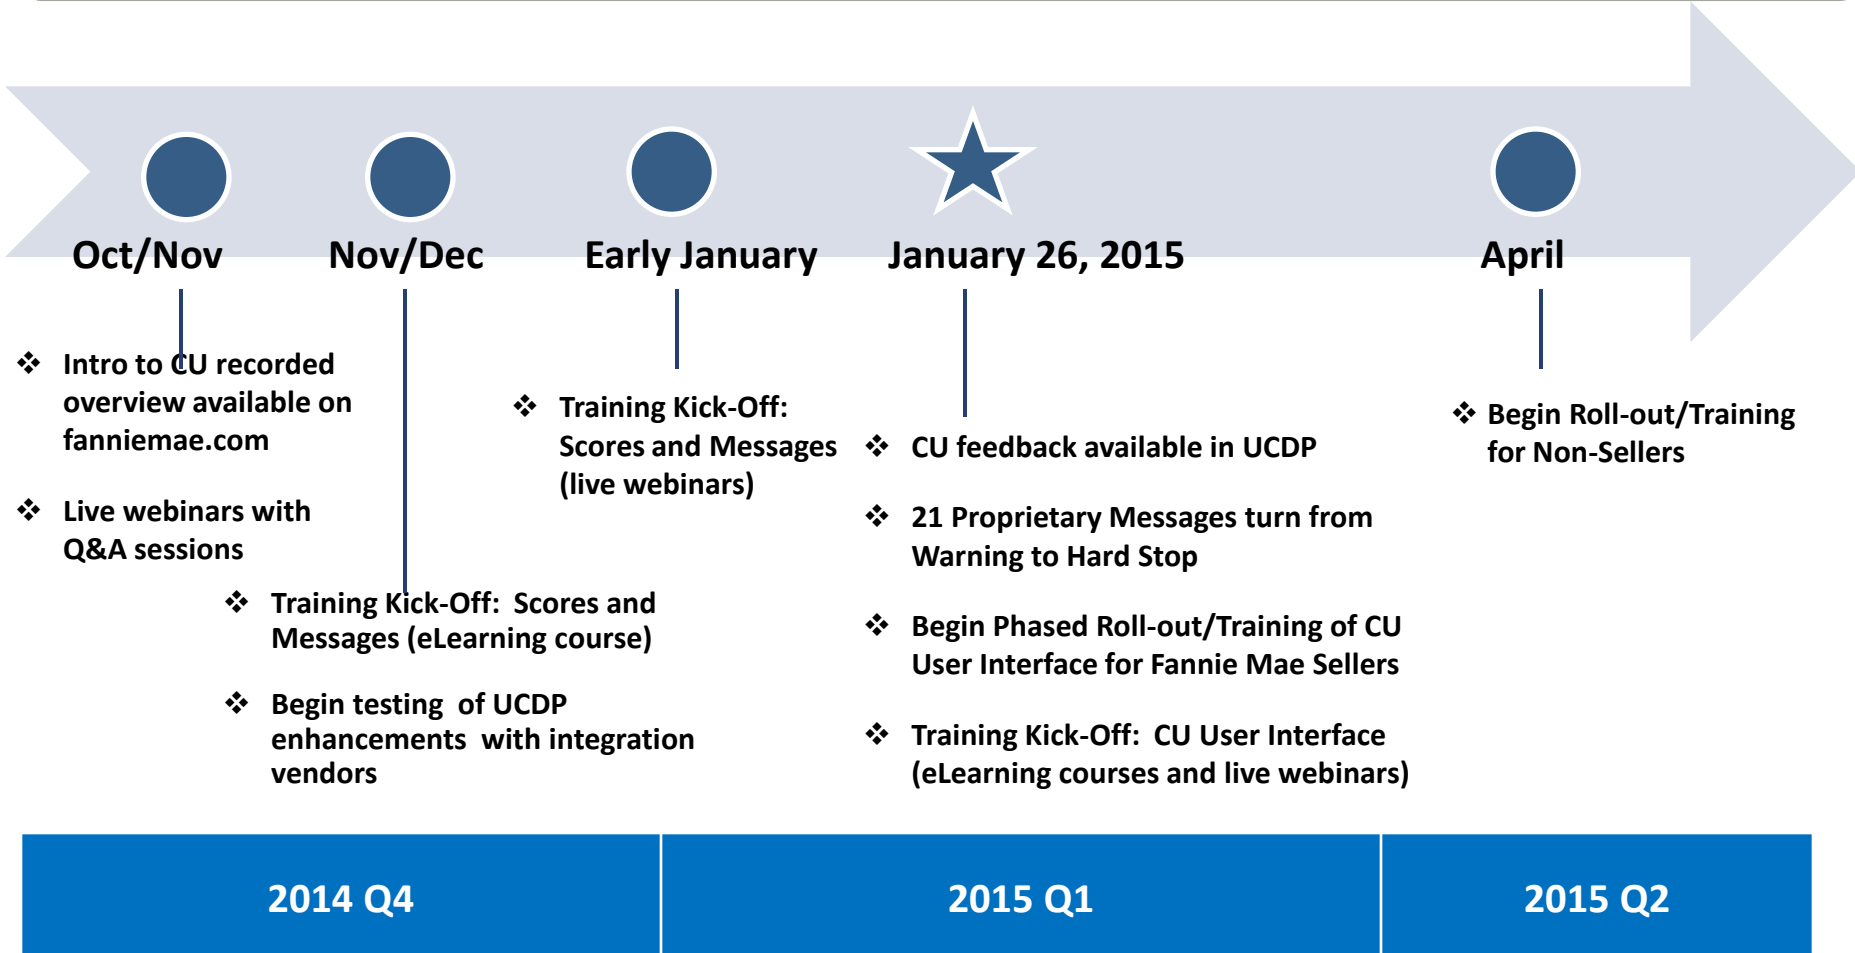 Oct/Nov
Nov/Dec
Early January
January 26, 2015
April
❖ Intro to CU recorded
overview available on
fanniemae.com
❖ Live webinars with
Q&A sessions
❖ Training Kick-Off: Scores and
Messages (eLearning course)
❖ Begin testing of UCDP
enhancements with integration
vendors
❖ Training Kick-Off:
Scores and Messages
(live webinars)
❖ CU feedback available in UCDP
❖ 21 Proprietary Messages turn from
Warning to Hard Stop
❖ Begin Phased Roll-out/Training of CU
User Interface for Fannie Mae Sellers
❖ Training Kick-Off: CU User Interface
(eLearning courses and live webinars)
❖ Begin Roll-out/Training
for Non-Sellers
2014 Q4
2015 Q1
2015 Q2